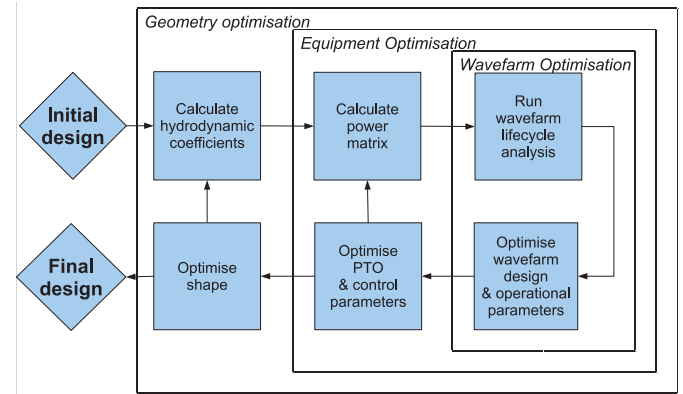 Geometry optimisation
Equipment Optimisation
Wavefarm Optimisation
Initial
design
Calculate
hydrodynamic
coefficients
Calculate
power
matrix
Run
wavefarm
lifecycle
analysis
Final
design
Optimise
shape
Optimise
PTO
& control
parameters
Optimise
wavefarm
design
& operational
parameters